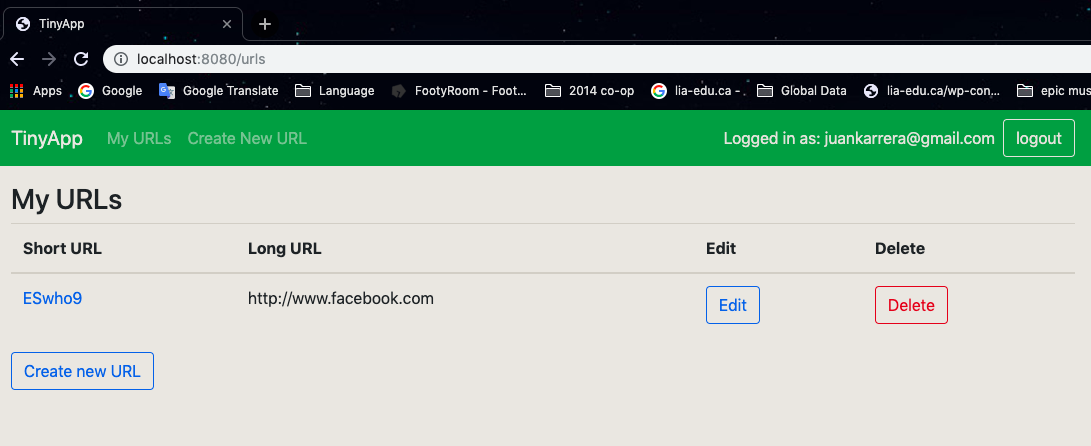 TinyApp
localhost:8080/urls
Apps Google Google Translate Language FootyRoom - Foot... 2014 co-op lia-edu.ca - Global Data lia-edu.ca/wp-con... epic mus
TinyApp My URLs Create New URL Logged in as: juankarrera@gmail.com logout
My URLs
Short URL Long URL Edit Delete
ESwho9 http://www.facebook.com Edit Delete
Create new URL